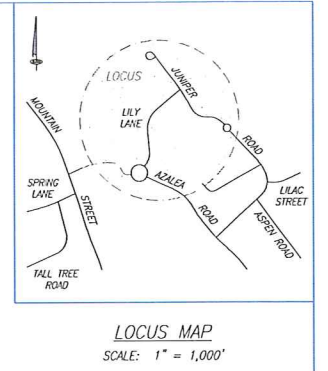 LOCUS
JUNIPER
ROAD
MOUNTAIN
STREET
LILY
LANE
SPRING
LANE
AZALEA
ROAD
LILAC
STREET
ASPEN ROAD
TALL TREE
ROAD
LOCUS MAP
SCALE: 1" = 1,000'